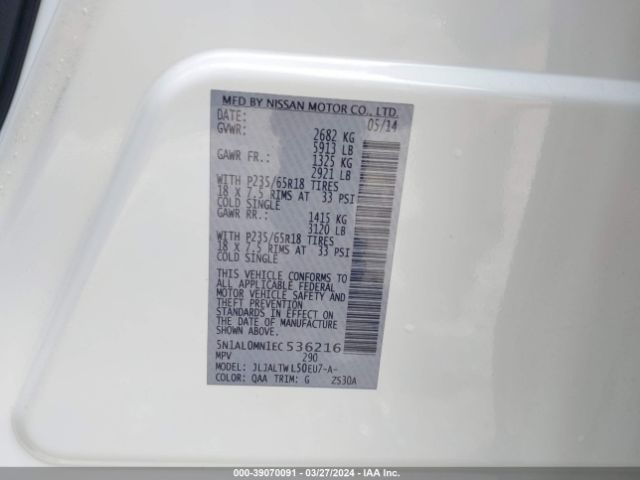 MFD BY NISSAN MOTOR CO., LTD.
DATE: 05/14
GVWR: 2682 KG
5913 LB
GAWR FR.: 1325 KG
2921 LB
WITH P235/65R18 TIRES
18 X 7.5 RIMS AT 33 PSI
COLD SINGLE
GAWR RR.: 1415 KG
3120 LB
WITH P235/65R18 TIRES
18 X 7.5 RIMS AT 33 PSI
COLD SINGLE
THIS VEHICLE CONFORMS TO
ALL APPLICABLE FEDERAL
MOTOR VEHICLE SAFETY AND
THEFT PREVENTION
STANDARDS IN EFFECT ON
THE DATE OF MANUFACTURE
SHOWN ABOVE.
5N1AL0MN1EC536216
MPV 290
MODEL: JLJALTWL50EU7-A-
COLOR: QAA TRIM: G ZS30A
000-39070091 - 03/27/2024 - IAA Inc.